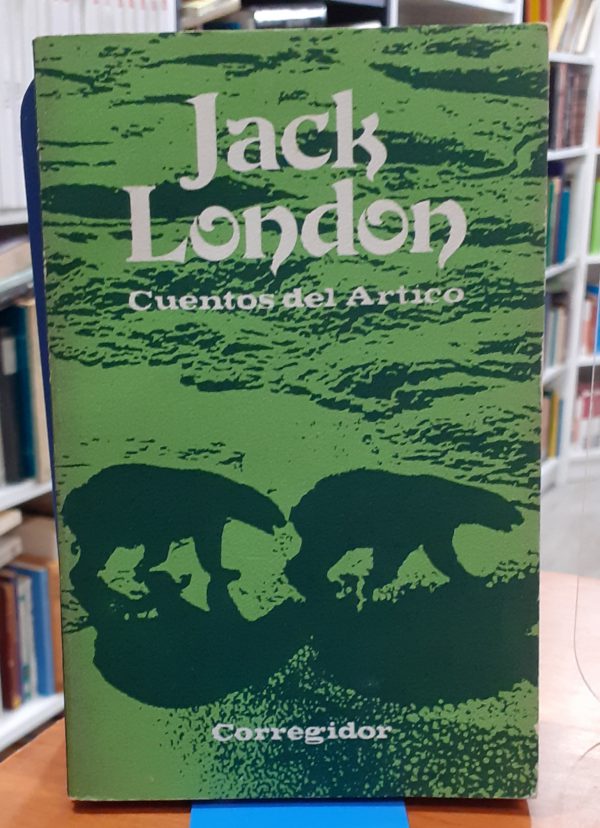 Jack
London
Cuentos del Artico
Corregidor